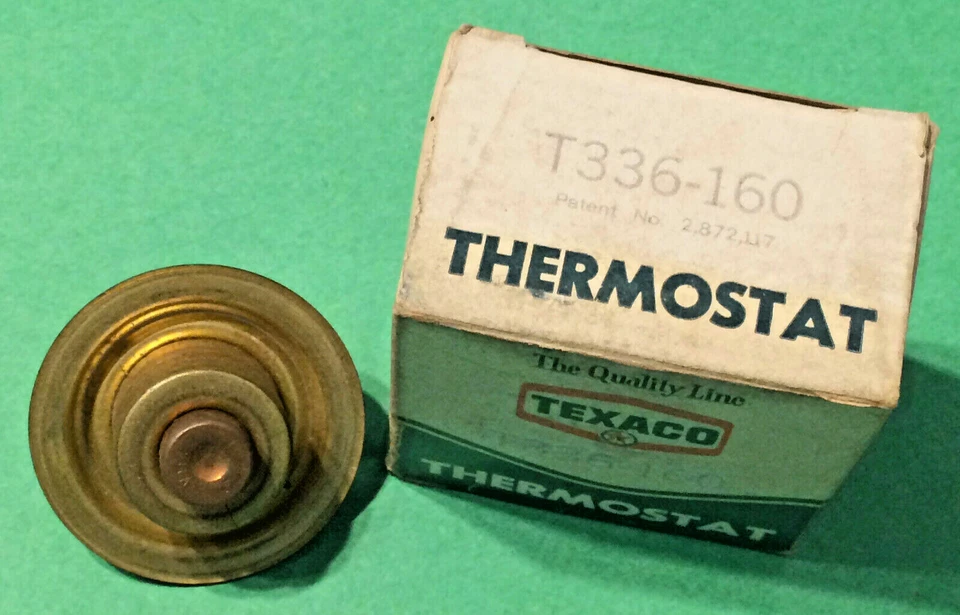 T336-160
Patent No. 2,872,117
THERMOSTAT
The Quality Line
TEXACO
THERMOSTAT